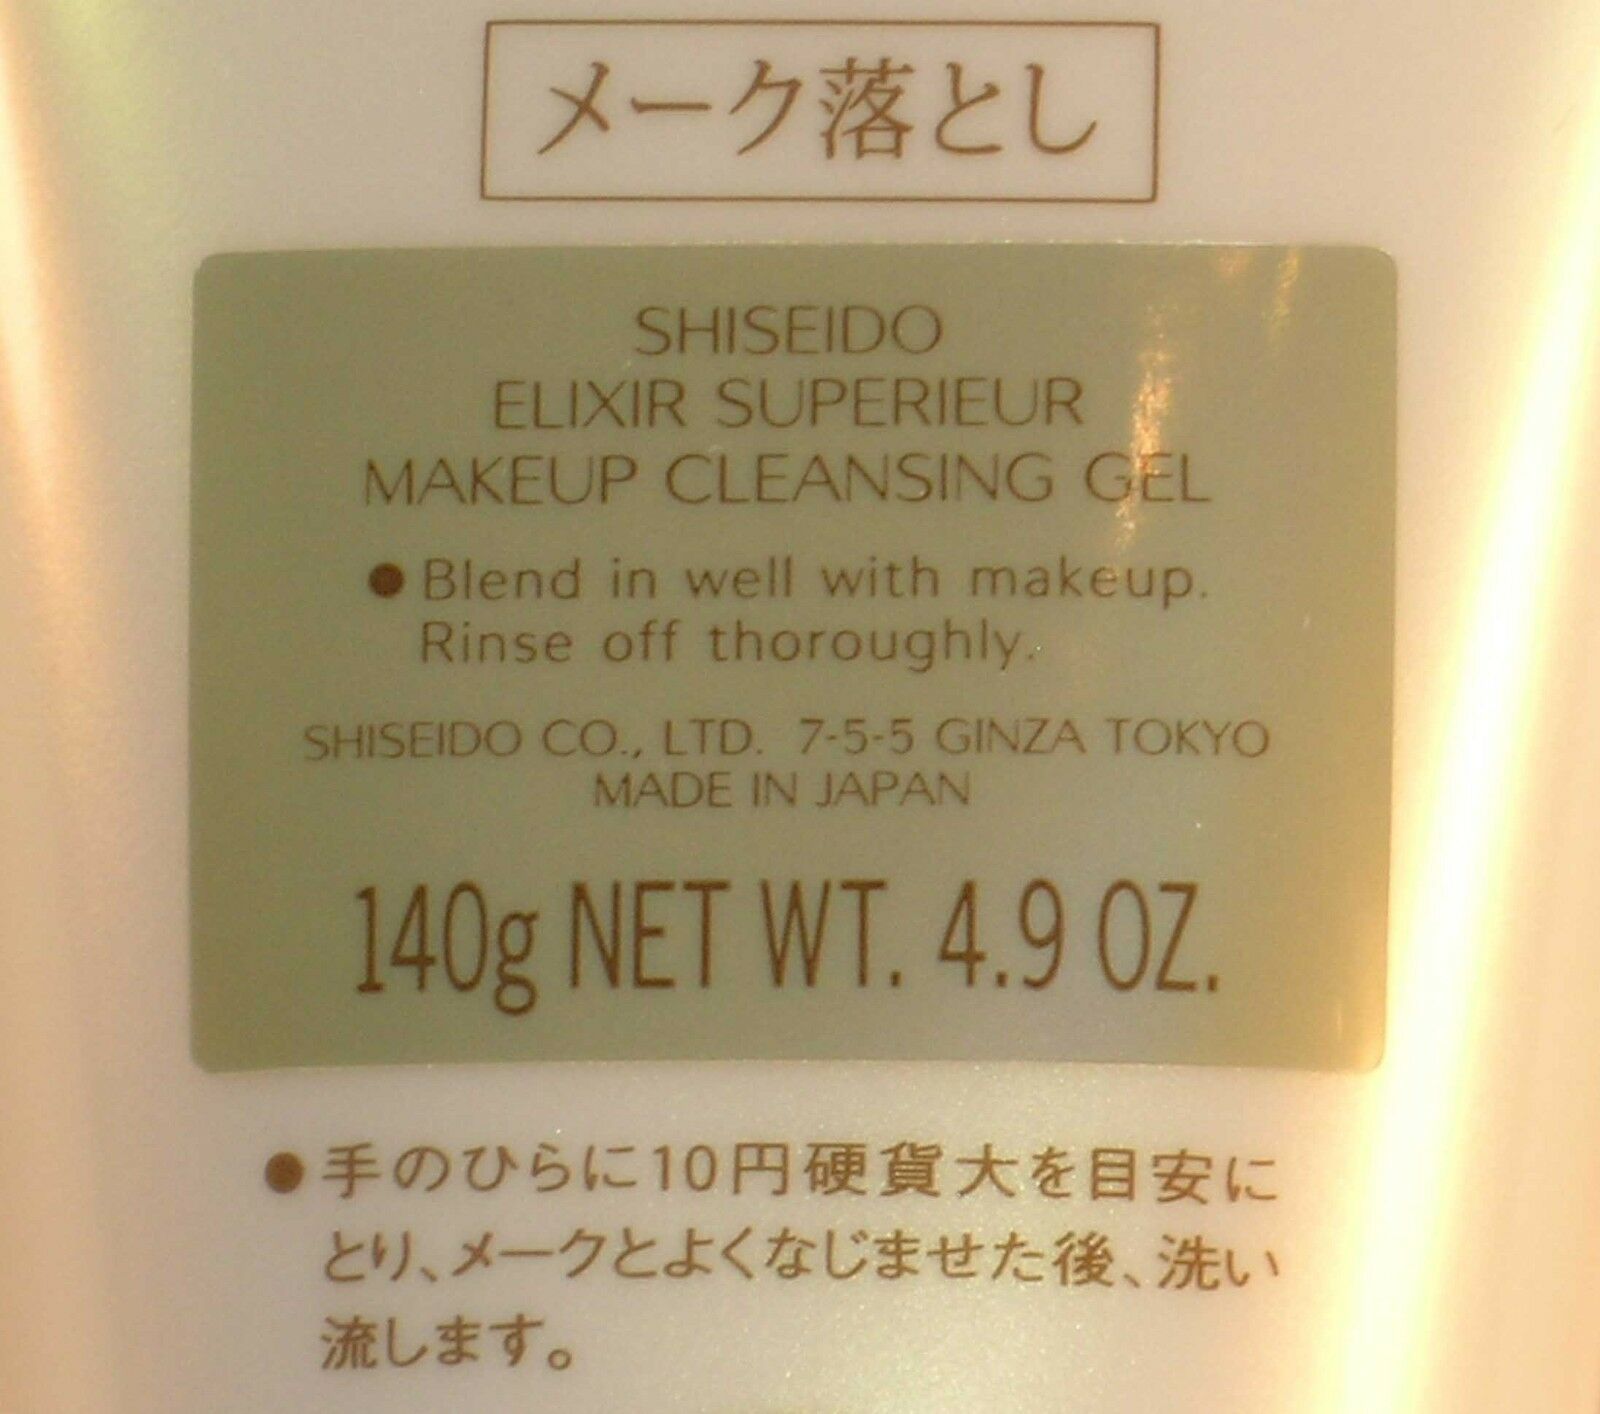 メーク落とし
SHISEIDO
ELIXIR SUPERIEUR
MAKEUP CLEANSING GEL
●Blend in well with makeup.
Rinse off thoroughly.
SHISEIDO CO., LTD. 7-5-5 GINZA TOKYO
MADE IN JAPAN
140g NET WT. 4.9 OZ.
●手のひらに10円硬貨大を目安に
とり、メークとよくなじませた後、洗い
流します。